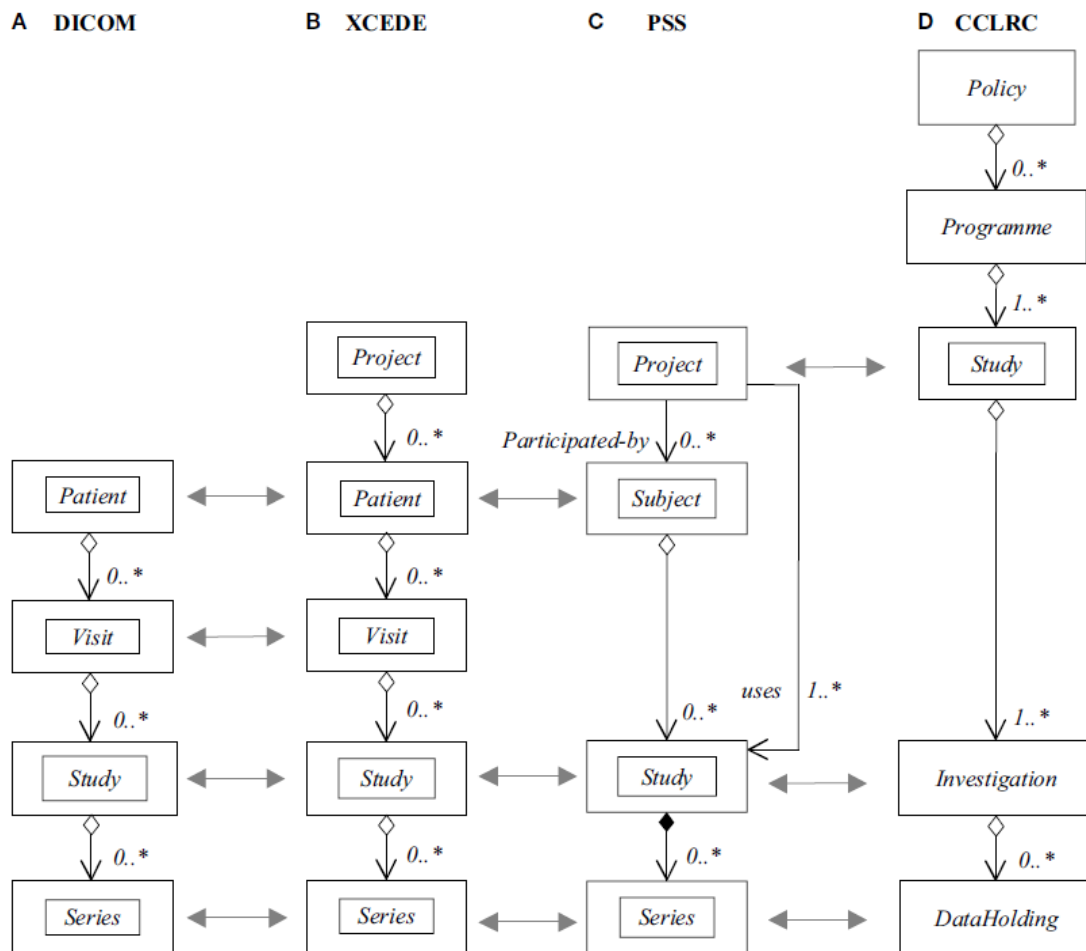 A DICOM
B XCEDE
C PSS
D CCLRC
Policy
0..*
Programme
1..*
Project
Project
Study
0..*
Participated-by 0..*
Patient
Patient
Subject
0..*
0..*
Visit
Visit
uses 1..*
0..*
0..*
0..*
1..*
Study
Study
Study
Investigation
0..*
0..*
0..*
0..*
Series
Series
Series
DataHolding